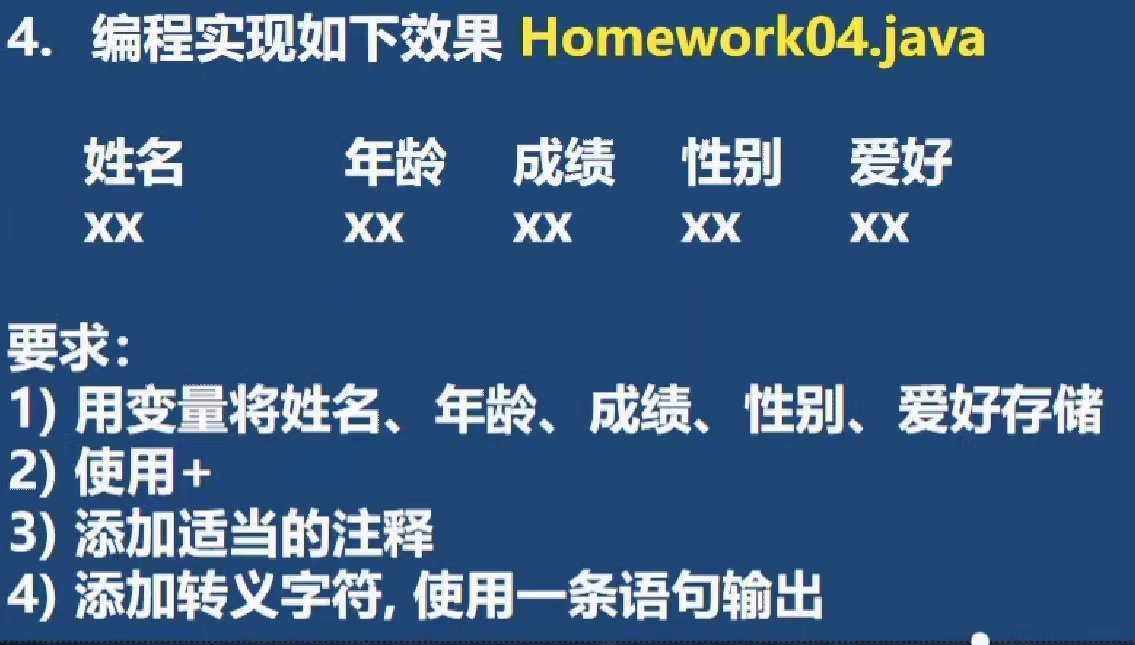 4. 编程实现如下效果 Homework04.java
姓名 年龄 成绩 性别 爱好
xx xx xx xx xx
要求：
1) 用变量将姓名、年龄、成绩、性别、爱好存储
2) 使用+
3) 添加适当的注释
4) 添加转义字符, 使用一条语句输出